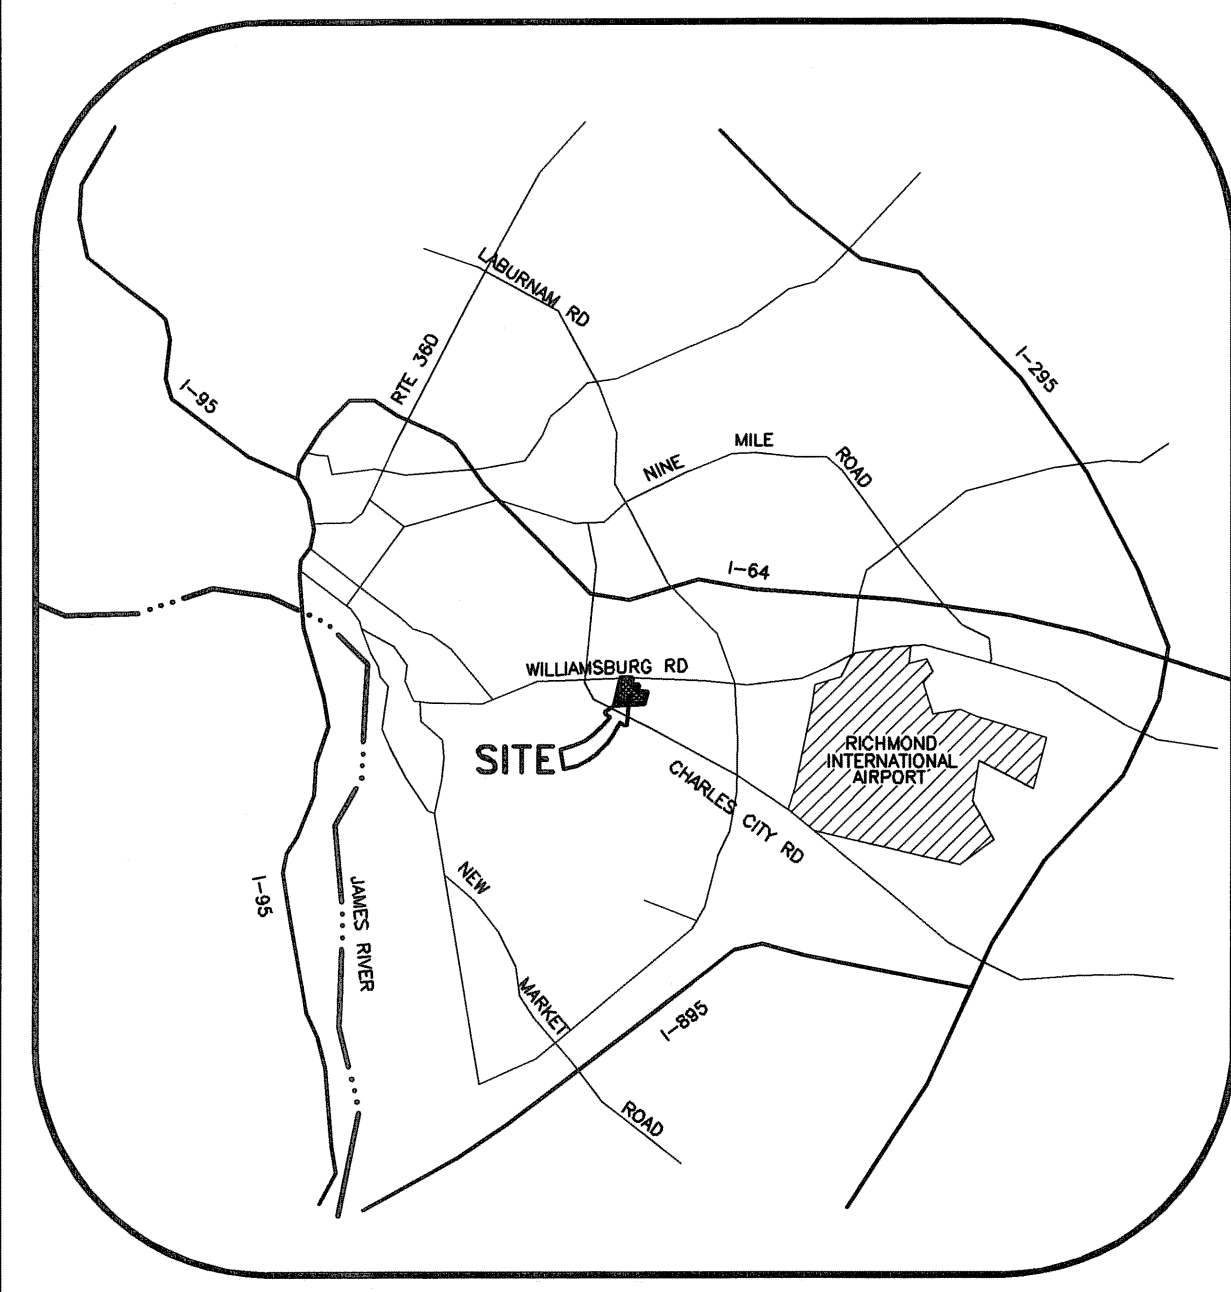 LABURNAM RD
RTE 360
I-95
I-295
NINE MILE ROAD
I-64
WILLIAMSBURG RD
SITE
RICHMOND
INTERNATIONAL
AIRPORT
CHARLES CITY RD
I-95
JAMES RIVER
NEW MARKET ROAD
I-895